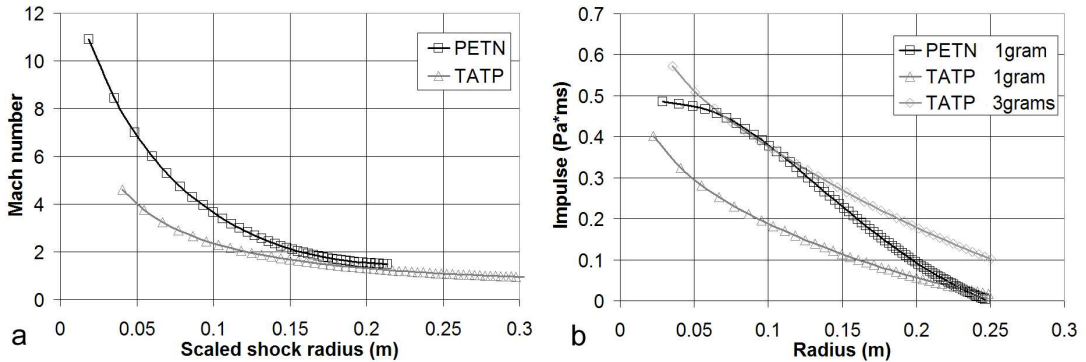 12
10
8
6
4
2
0
Mach number
PETN
TATP
0 0.05 0.1 0.15 0.2 0.25 0.3
a
Scaled shock radius (m)
0.7
0.6
0.5
0.4
0.3
0.2
0.1
0
Impulse (Pa*ms)
PETN 1gram
TATP 1gram
TATP 3grams
0 0.05 0.1 0.15 0.2 0.25 0.3
b
Radius (m)